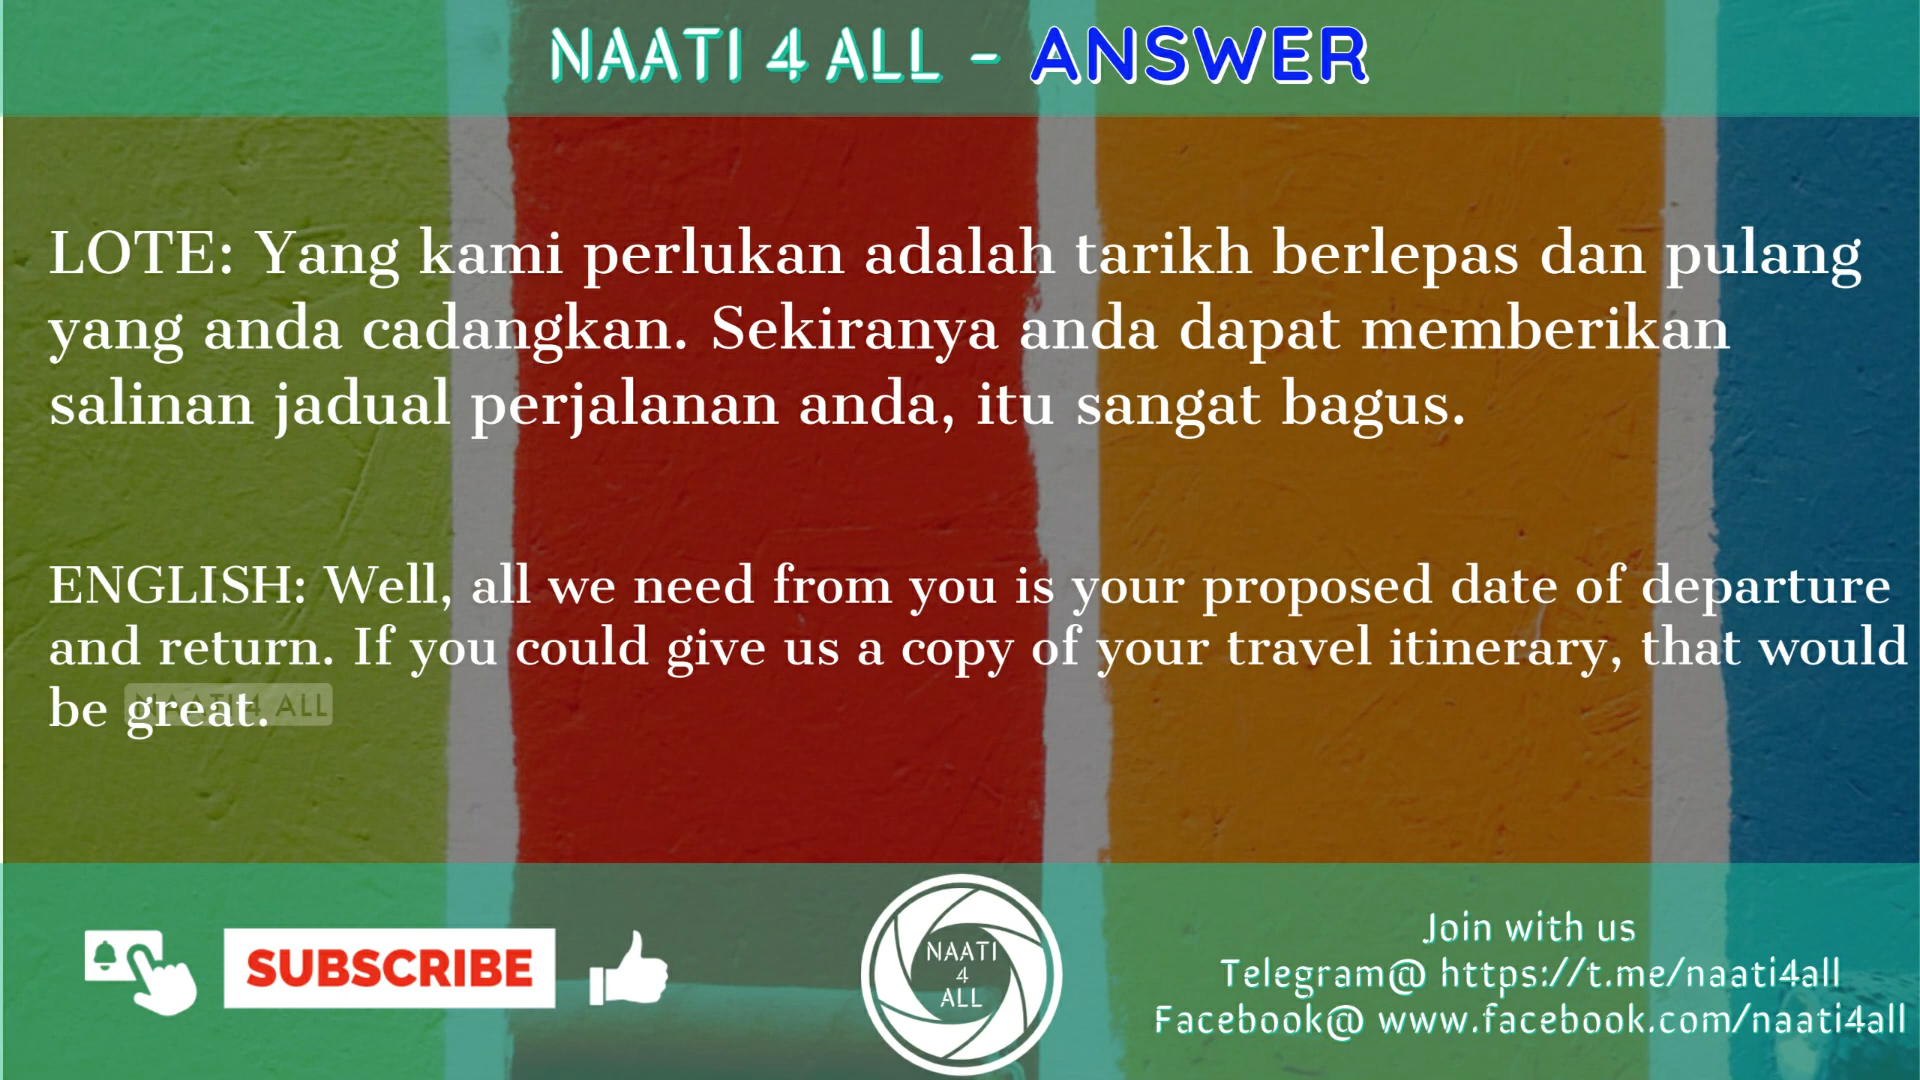 NAATI 4 ALL - ANSWER
LOTE: Yang kami perlukan adalah tarikh berlepas dan pulang
yang anda cadangkan. Sekiranya anda dapat memberikan
salinan jadual perjalanan anda, itu sangat bagus.
ENGLISH: Well, all we need from you is your proposed date of departure
and return. If you could give us a copy of your travel itinerary, that would
be great.
NAATI 4 ALL
SUBSCRIBE
NAATI
4
ALL
Join with us
Telegram@ https://t.me/naati4all
Facebook@ www.facebook.com/naati4all